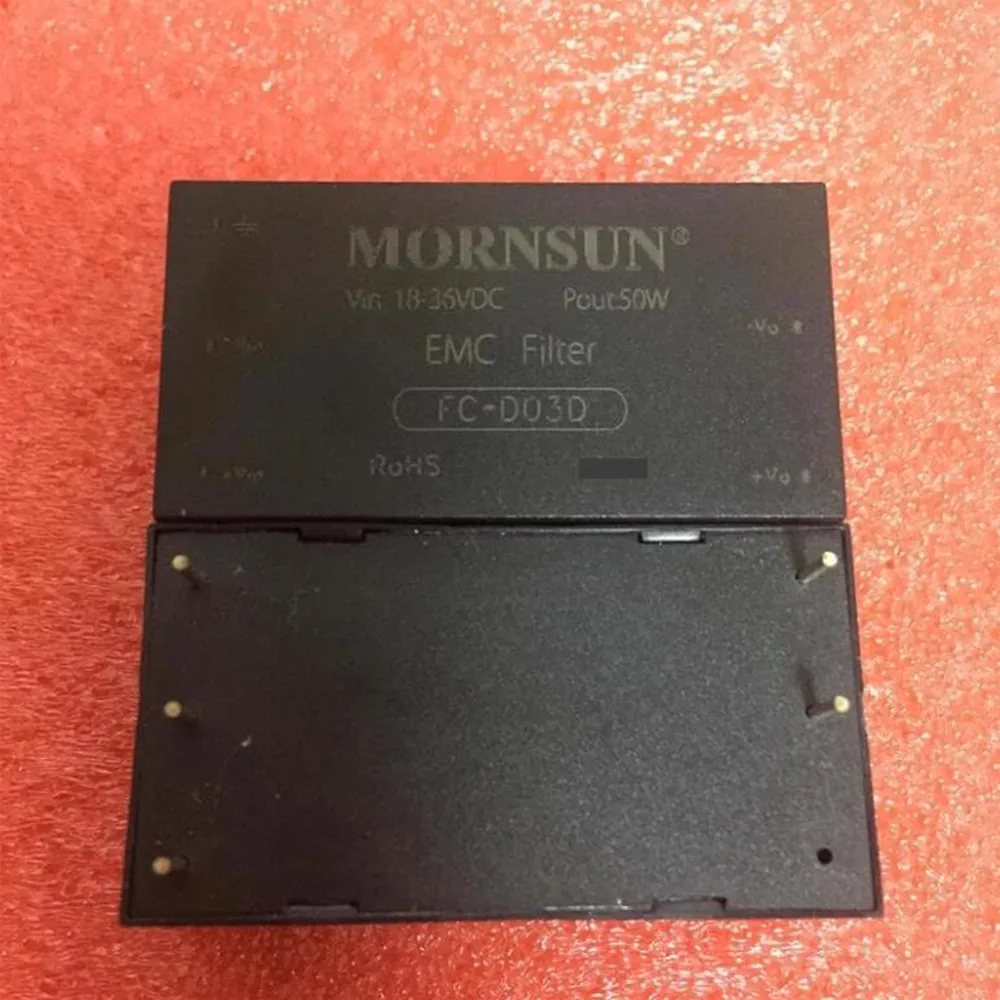 MORNSUN®
Vin 18-36VDC Pout50W
-Vo
EMC Filter
FC-D03D
RoHS
+Vo